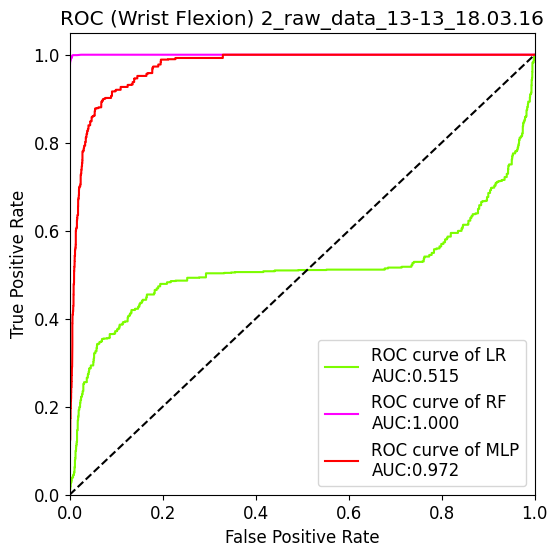 ROC (Wrist Flexion) 2_raw_data_13-13_18.03.16
True Positive Rate
1.0
0.8
0.6
0.4
0.2
0.0
ROC curve of LR
AUC:0.515
ROC curve of RF
AUC:1.000
ROC curve of MLP
AUC:0.972
0.0 0.2 0.4 0.6 0.8 1.0
False Positive Rate